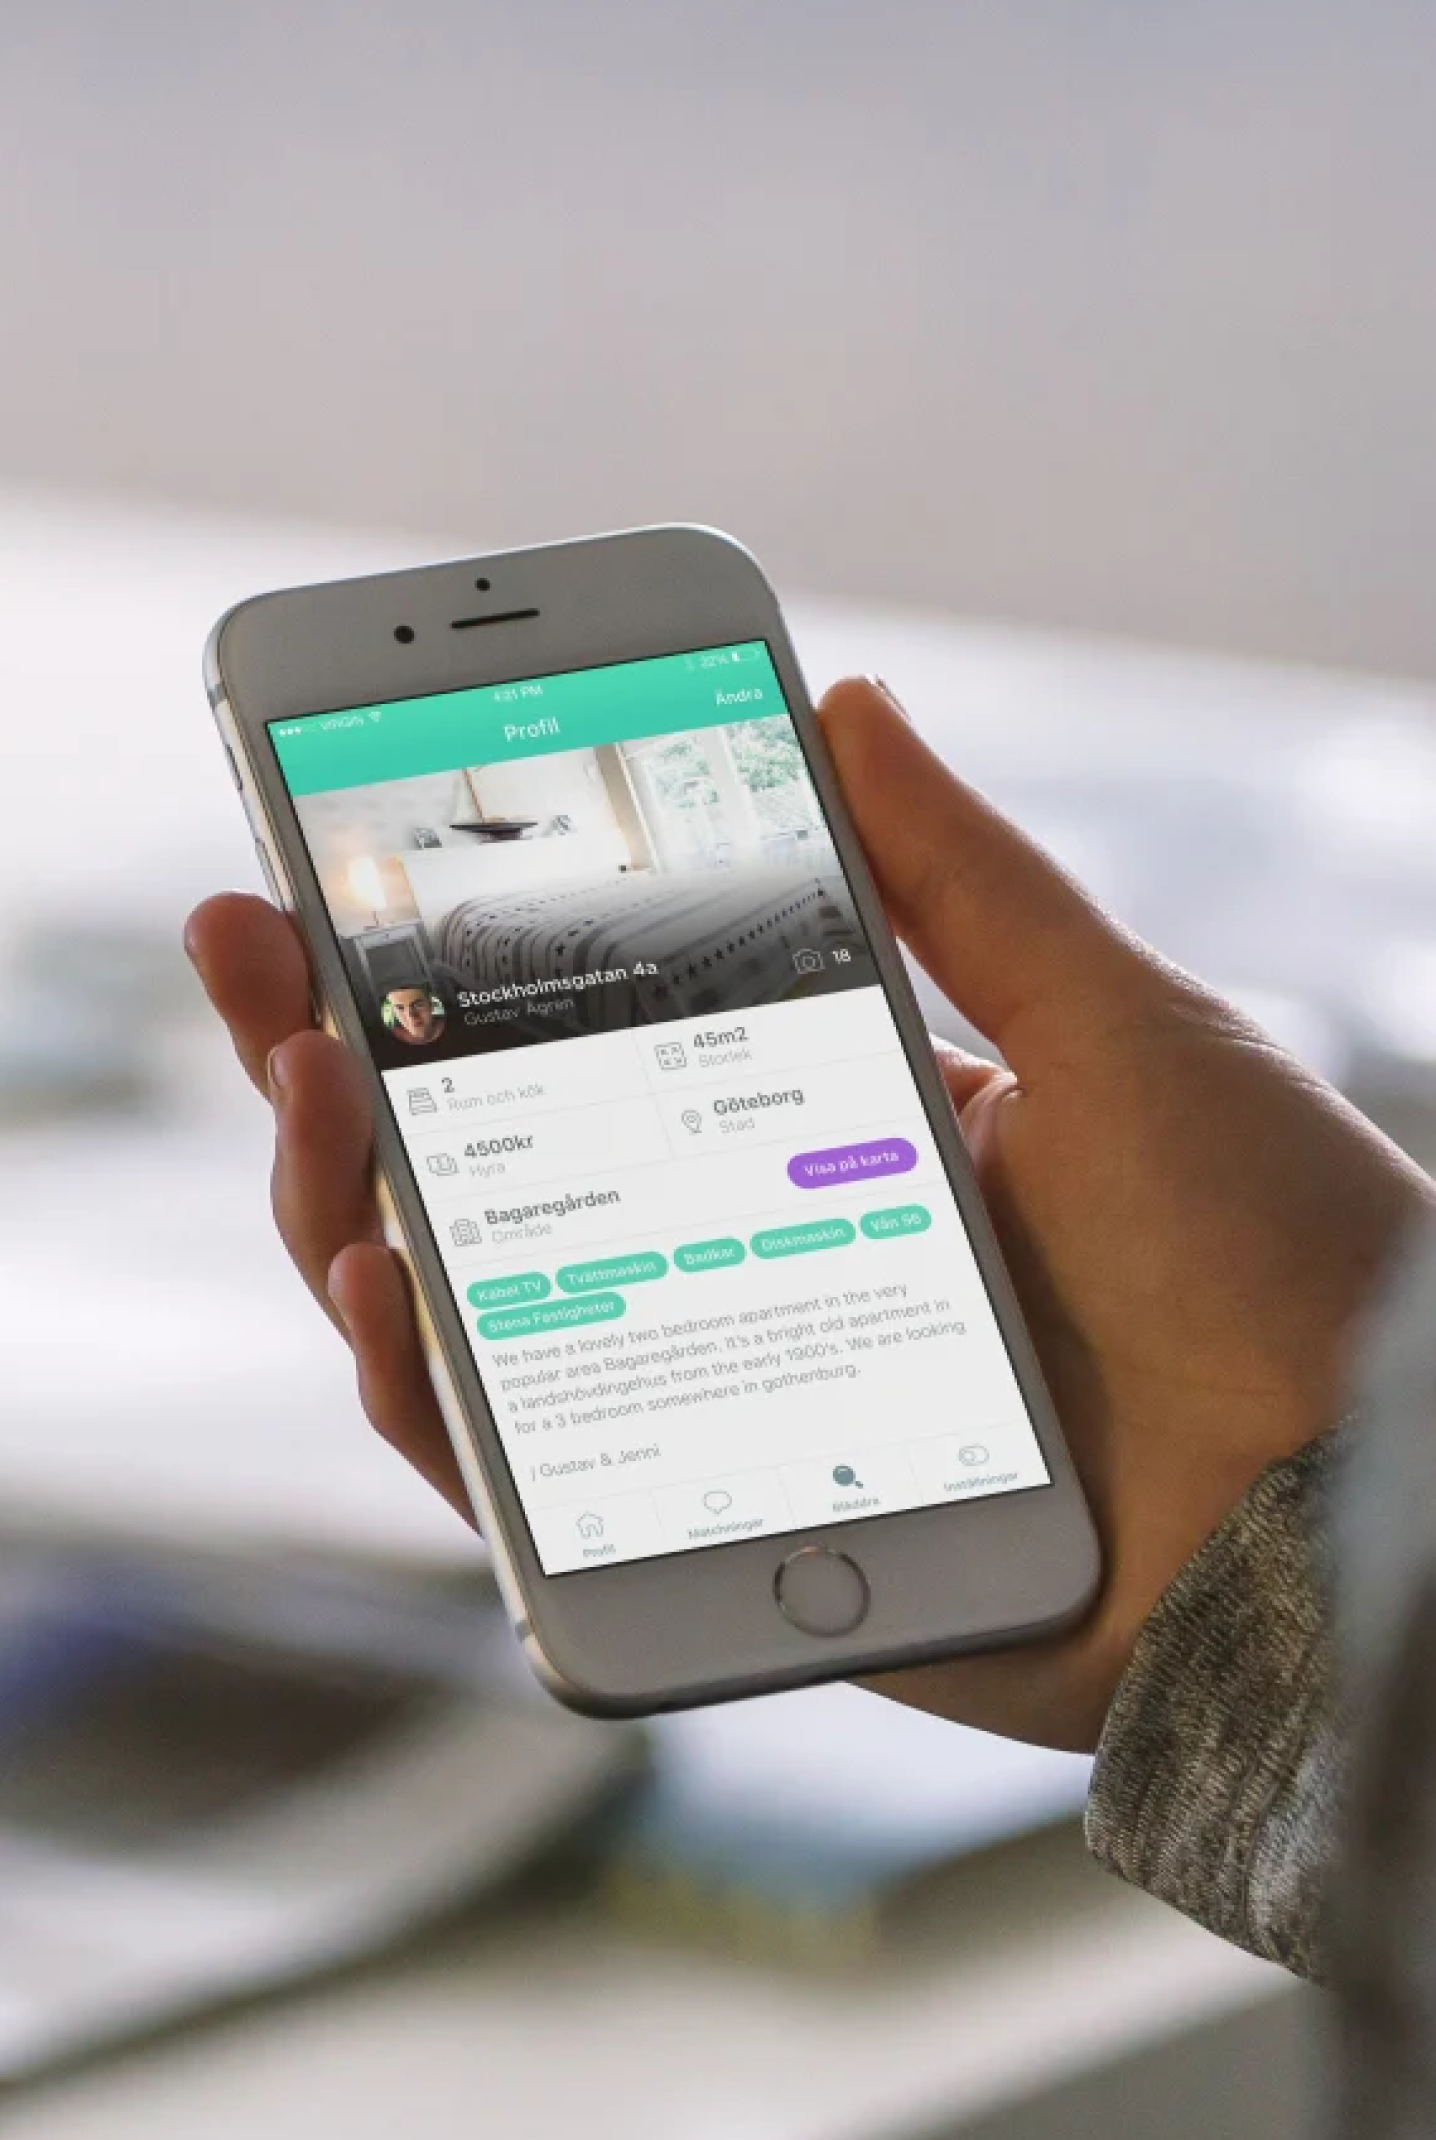 VIRGIN 4:21 PM 22%
Profil Ändra
Stockholmsgatan 4a 18
Gustav Ågren
2 45m2
Rum och kök Storlek
4500kr Göteborg
Hyra Stad
Bagaregården Visa på karta
Område
Kabel TV Tvättmaskin Badkar Diskmaskin
Stena Fastigheter
We have a lovely two bedroom apartment in the very
popular area Bagaregården. It's a bright old apartment in
a landshövdingehus from the early 1900's. We are looking
for a 3 bedroom somewhere in gothenburg.
/ Gustav & Jenni
Profil Matchningar Bläddra Inställningar